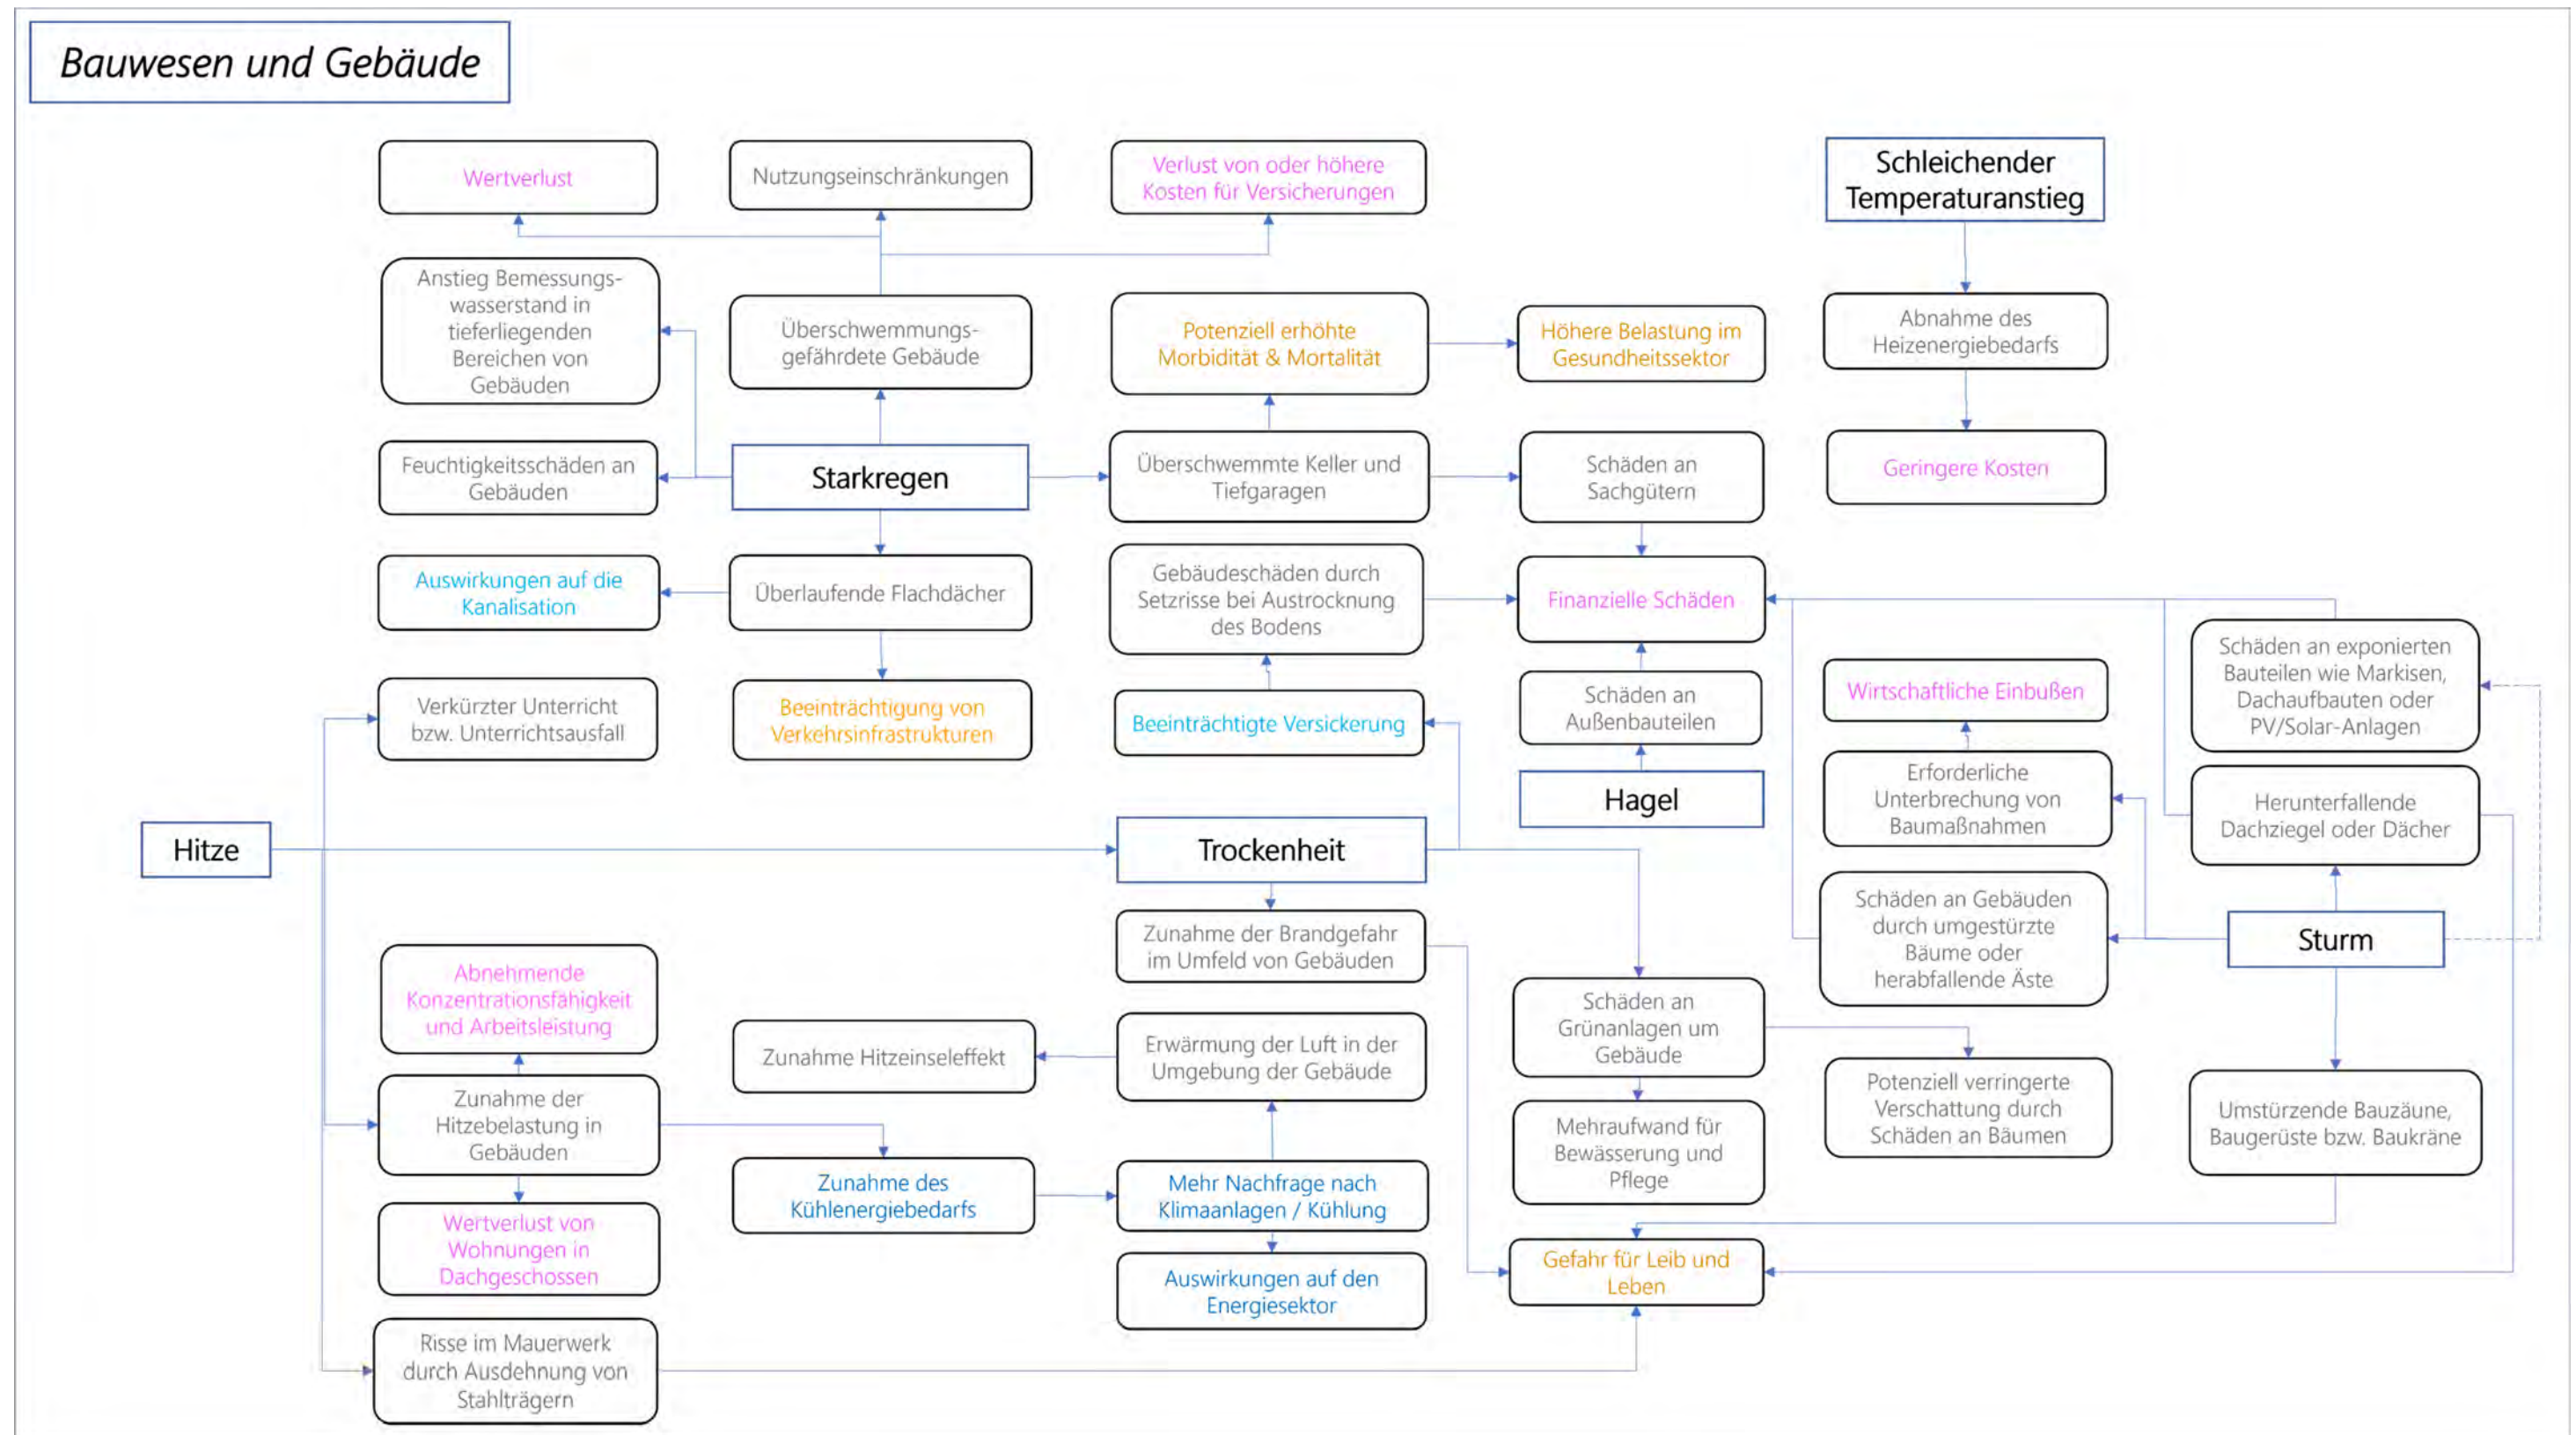 Bauwesen und Gebäude
Wertverlust
Nutzungseinschränkungen
Verlust von oder höhere
Kosten für Versicherungen
Schleichender
Temperaturanstieg
Anstieg Bemessungs-
wasserstand in
tieferliegenden
Bereichen von
Gebäuden
Überschwemmungs-
gefährdete Gebäude
Potenziell erhöhte
Morbidität & Mortalität
Höhere Belastung im
Gesundheitssektor
Abnahme des
Heizenergiebedarfs
Feuchtigkeitsschäden an
Gebäuden
Starkregen
Überschwemmte Keller und
Tiefgaragen
Schäden an
Sachgütern
Geringere Kosten
Auswirkungen auf die
Kanalisation
Überlaufende Flachdächer
Gebäudeschäden durch
Setzrisse bei Austrocknung
des Bodens
Finanzielle Schäden
Schäden an exponierten
Bauteilen wie Markisen,
Dachaufbauten oder
PV/Solar-Anlagen
Verkürzter Unterricht
bzw. Unterrichtsausfall
Beeinträchtigung von
Verkehrsinfrastrukturen
Beeinträchtigte Versickerung
Schäden an
Außenbauteilen
Wirtschaftliche Einbußen
Hagel
Erforderliche
Unterbrechung von
Baumaßnahmen
Herunterfallende
Dachziegel oder Dächer
Hitze
Trockenheit
Zunahme der Brandgefahr
im Umfeld von Gebäuden
Schäden an Gebäuden
durch umgestürzte
Bäume oder
herabfallende Äste
Sturm
Abnehmende
Konzentrationsfähigkeit
und Arbeitsleistung
Zunahme Hitzeinseleffekt
Erwärmung der Luft in der
Umgebung der Gebäude
Schäden an
Grünanlagen um
Gebäude
Zunahme der
Hitzebelastung in
Gebäuden
Potenziell verringerte
Verschattung durch
Schäden an Bäumen
Umstürzende Bauzäune,
Baugerüste bzw. Baukräne
Mehraufwand für
Bewässerung und
Pflege
Zunahme des
Kühlenergiebedarfs
Mehr Nachfrage nach
Klimaanlagen / Kühlung
Wertverlust von
Wohnungen in
Dachgeschossen
Auswirkungen auf den
Energiesektor
Gefahr für Leib und
Leben
Risse im Mauerwerk
durch Ausdehnung von
Stahlträgern